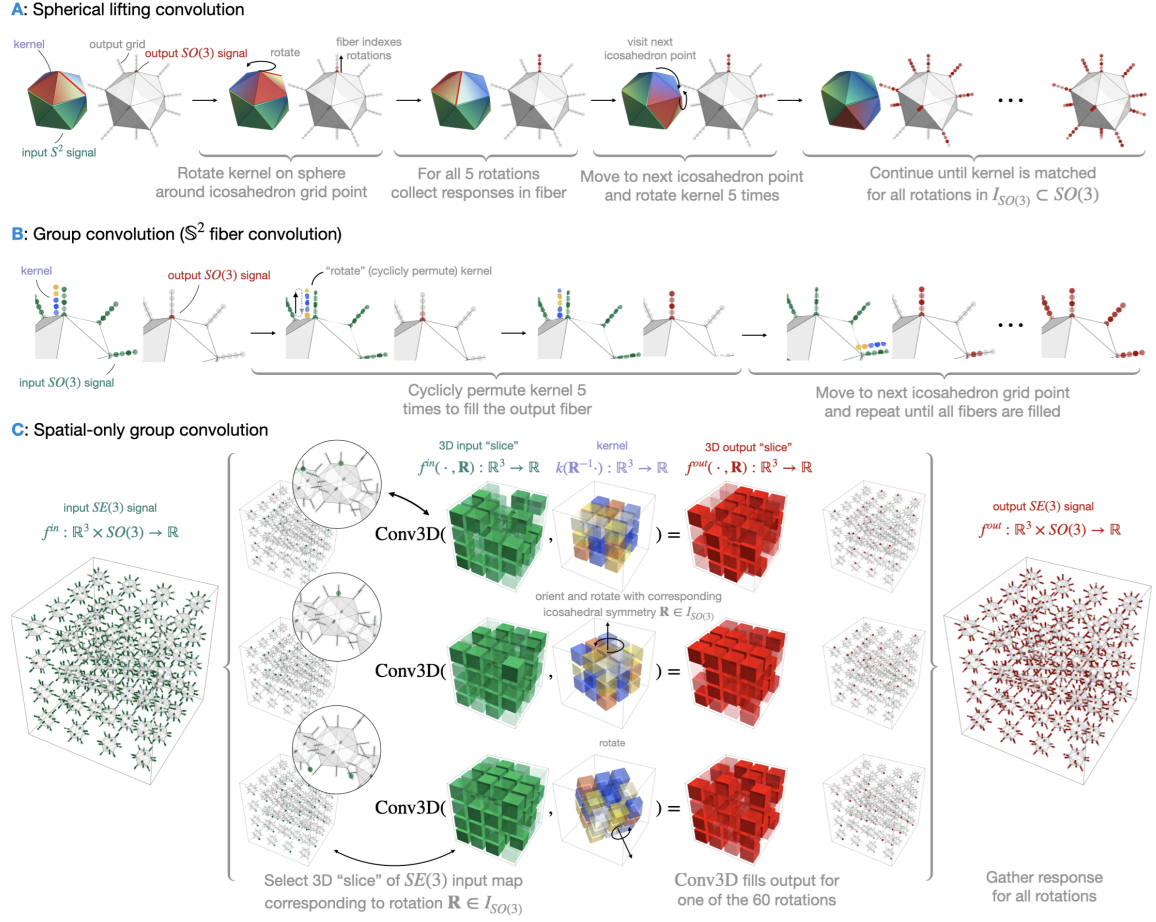 A: Spherical lifting convolution
kernel
output grid
output SO(3) signal
rotate
fiber indexes
rotations
visit next
icosahedron point
input S² signal
Rotate kernel on sphere
around icosahedron grid point
For all 5 rotations
collect responses in fiber
Move to next icosahedron point
and rotate kernel 5 times
...
Continue until kernel is matched
for all rotations in I_{SO(3)} ⊂ SO(3)
B: Group convolution (𝕊² fiber convolution)
kernel
output SO(3) signal
"rotate" (cyclicly permute) kernel
input SO(3) signal
...
Cyclicly permute kernel 5
times to fill the output fiber
Move to next icosahedron grid point
and repeat until all fibers are filled
C: Spatial-only group convolution
input SE(3) signal
f^{in} : ℝ³ × SO(3) → ℝ
3D input "slice"
f^{in}( · , R) : ℝ³ → ℝ
kernel
k(R⁻¹·) : ℝ³ → ℝ
3D output "slice"
f^{out}( · , R) : ℝ³ → ℝ
output SE(3) signal
f^{out} : ℝ³ × SO(3) → ℝ
Conv3D( , ) =
orient and rotate with corresponding
icosahedral symmetry R ∈ I_{SO(3)}
Conv3D( , ) =
rotate
Conv3D( , ) =
Select 3D "slice" of SE(3) input map
corresponding to rotation R ∈ I_{SO(3)}
Conv3D fills output for
one of the 60 rotations
Gather response
for all rotations